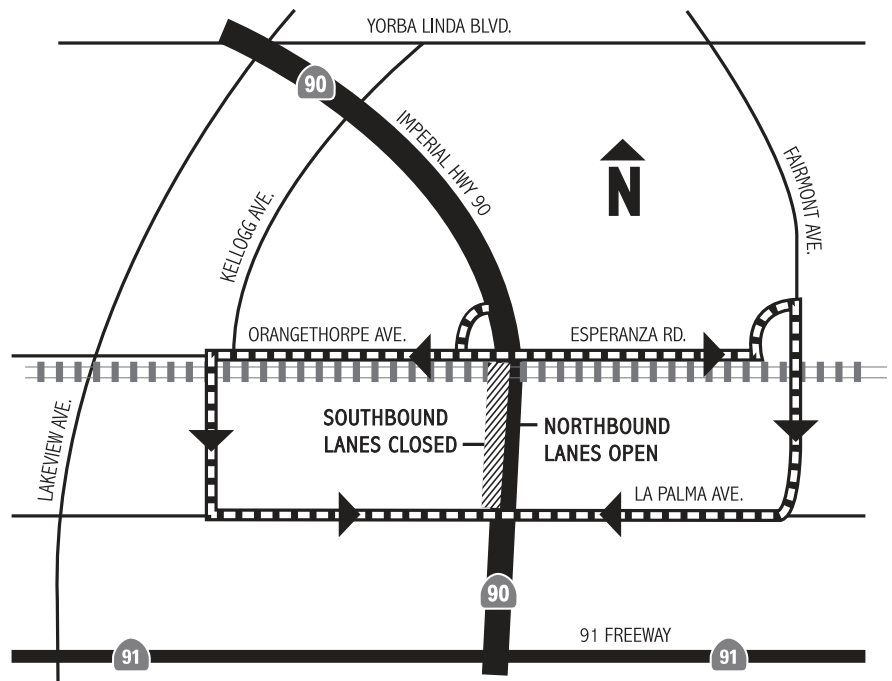 YORBA LINDA BLVD.
90
IMPERIAL HWY 90
N
FAIRMONT AVE.
KELLOGG AVE.
ORANGETHORPE AVE.
ESPERANZA RD.
LAKEVIEW AVE.
SOUTHBOUND
LANES CLOSED
NORTHBOUND
LANES OPEN
LA PALMA AVE.
90
91 FREEWAY
91
91